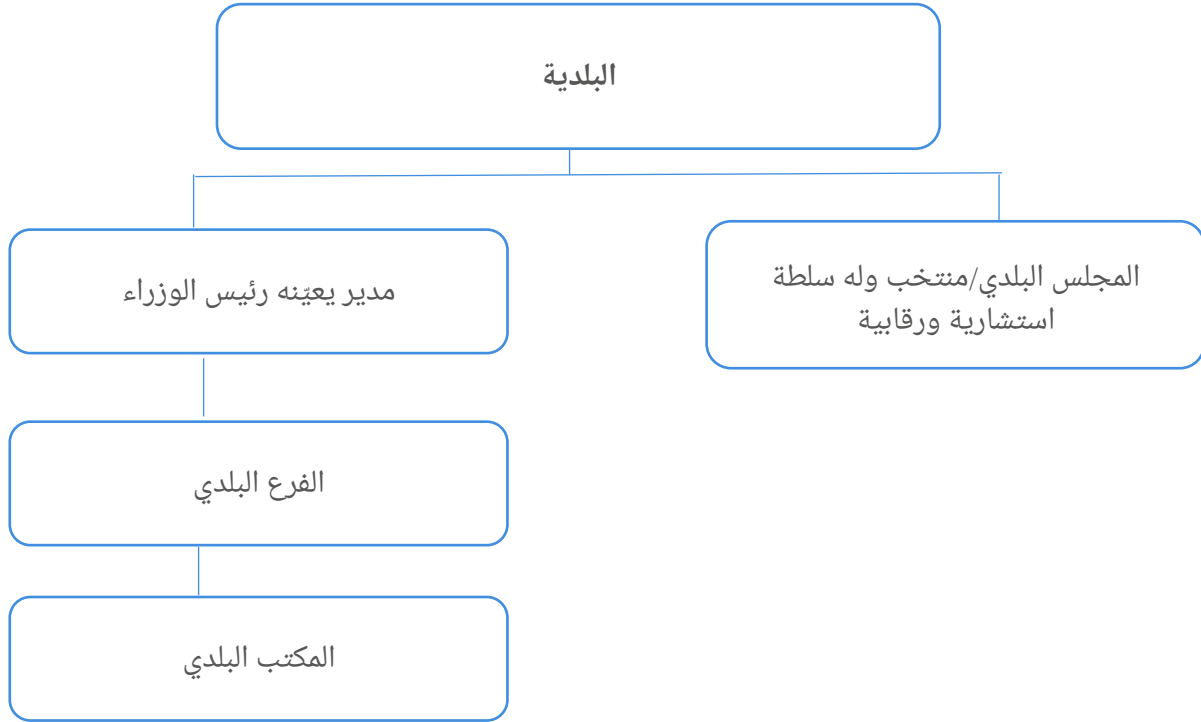 البلدية
المجلس البلدي/منتخب وله سلطة
استشارية ورقابية
مدير يعيّنه رئيس الوزراء
الفرع البلدي
المكتب البلدي